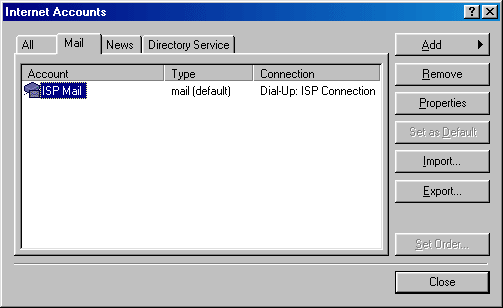 Internet Accounts
All Mail News Directory Service
Account Type Connection
ISP Mail mail (default) Dial-Up: ISP Connection
Add
Remove
Properties
Set as Default
Import...
Export...
Set Order...
Close